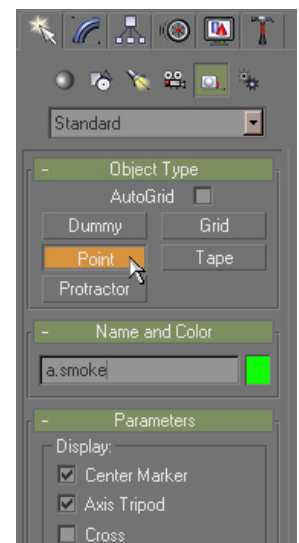 Standard
- Object Type
AutoGrid
Dummy Grid
Point Tape
Protractor
- Name and Color
a.smoke
- Parameters
Display:
Center Marker
Axis Tripod
Cross